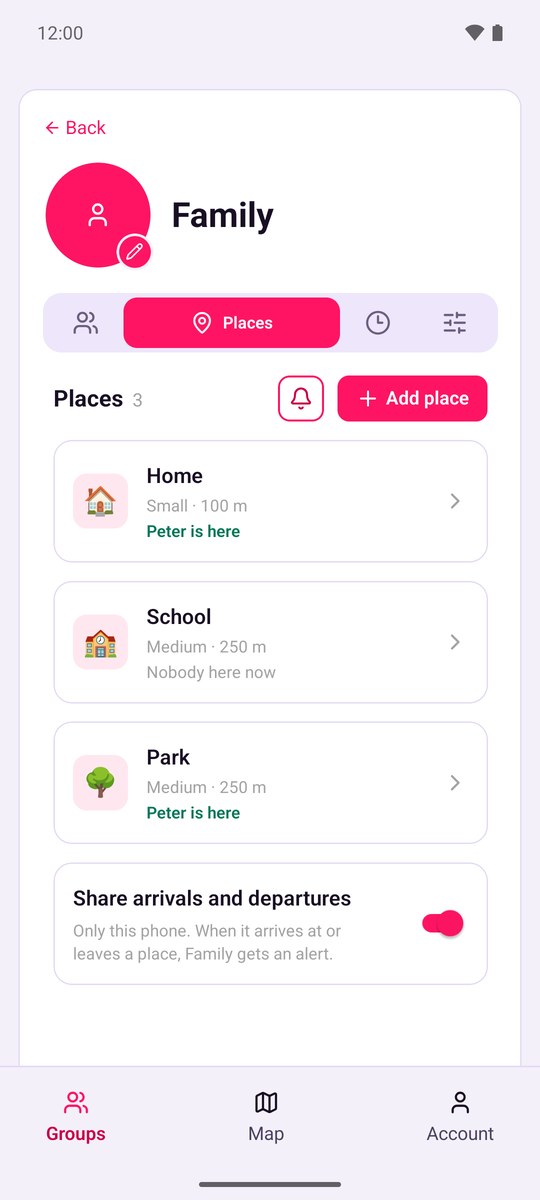 12:00
Back
Family
Places
Places 3
Add place
Home
Small · 100 m
Peter is here
School
Medium · 250 m
Nobody here now
Park
Medium · 250 m
Peter is here
Share arrivals and departures
Only this phone. When it arrives at or
leaves a place, Family gets an alert.
Groups
Map
Account